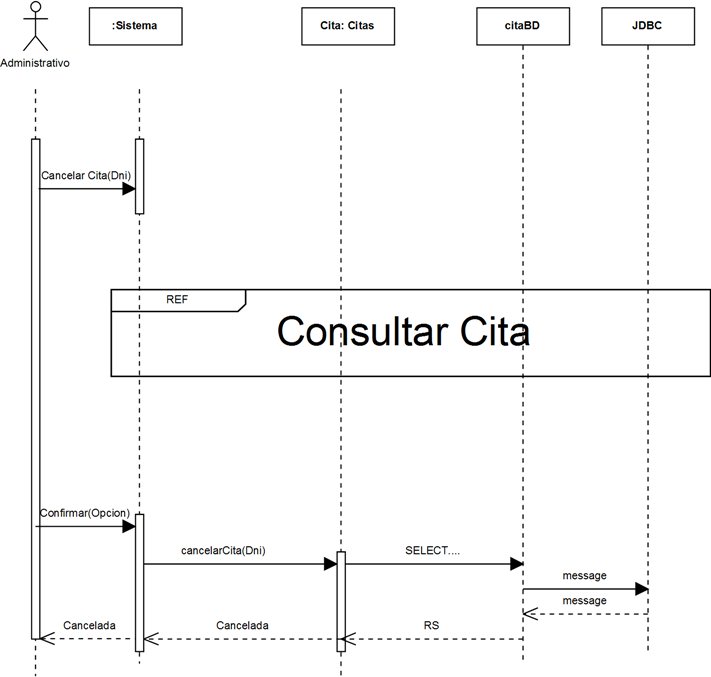 :Sistema
Cita: Citas
citaBD
JDBC
Administrativo
Cancelar Cita(Dni)
REF
Consultar Cita
Confirmar(Opcion)
cancelarCita(Dni)
SELECT....
message
message
Cancelada
Cancelada
RS